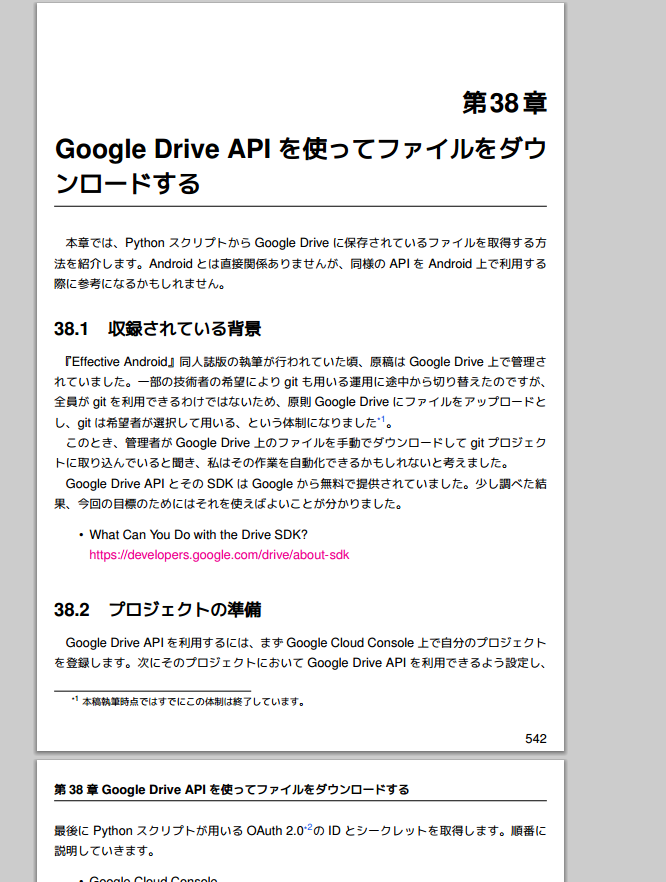 第38章
Google Drive API を使ってファイルをダウ
ンロードする
本章では、Python スクリプトから Google Drive に保存されているファイルを取得する方
法を紹介します。Android とは直接関係ありませんが、同様の API を Android 上で利用する
際に参考になるかもしれません。
38.1 収録されている背景
『Effective Android』同人誌版の執筆が行われていた頃、原稿は Google Drive 上で管理さ
れていました。一部の技術者の希望により git も用いる運用に途中から切り替えたのですが、
全員が git を利用できるわけではないため、原則 Google Drive にファイルをアップロードと
し、git は希望者が選択して用いる、という体制になりました*1。
このとき、管理者が Google Drive 上のファイルを手動でダウンロードして git プロジェク
トに取り込んでいると聞き、私はその作業を自動化できるかもしれないと考えました。
Google Drive API とその SDK は Google から無料で提供されていました。少し調べた結
果、今回の目標のためにはそれを使えばよいことが分かりました。
• What Can You Do with the Drive SDK?
https://developers.google.com/drive/about-sdk
38.2 プロジェクトの準備
Google Drive API を利用するには、まず Google Cloud Console 上で自分のプロジェクト
を登録します。次にそのプロジェクトにおいて Google Drive API を利用できるよう設定し、
*1 本稿執筆時点ではすでにこの体制は終了しています。
542
第 38 章 Google Drive API を使ってファイルをダウンロードする
最後に Python スクリプトが用いる OAuth 2.0*2の ID とシークレットを取得します。順番に
説明していきます。
• Google Cloud Console